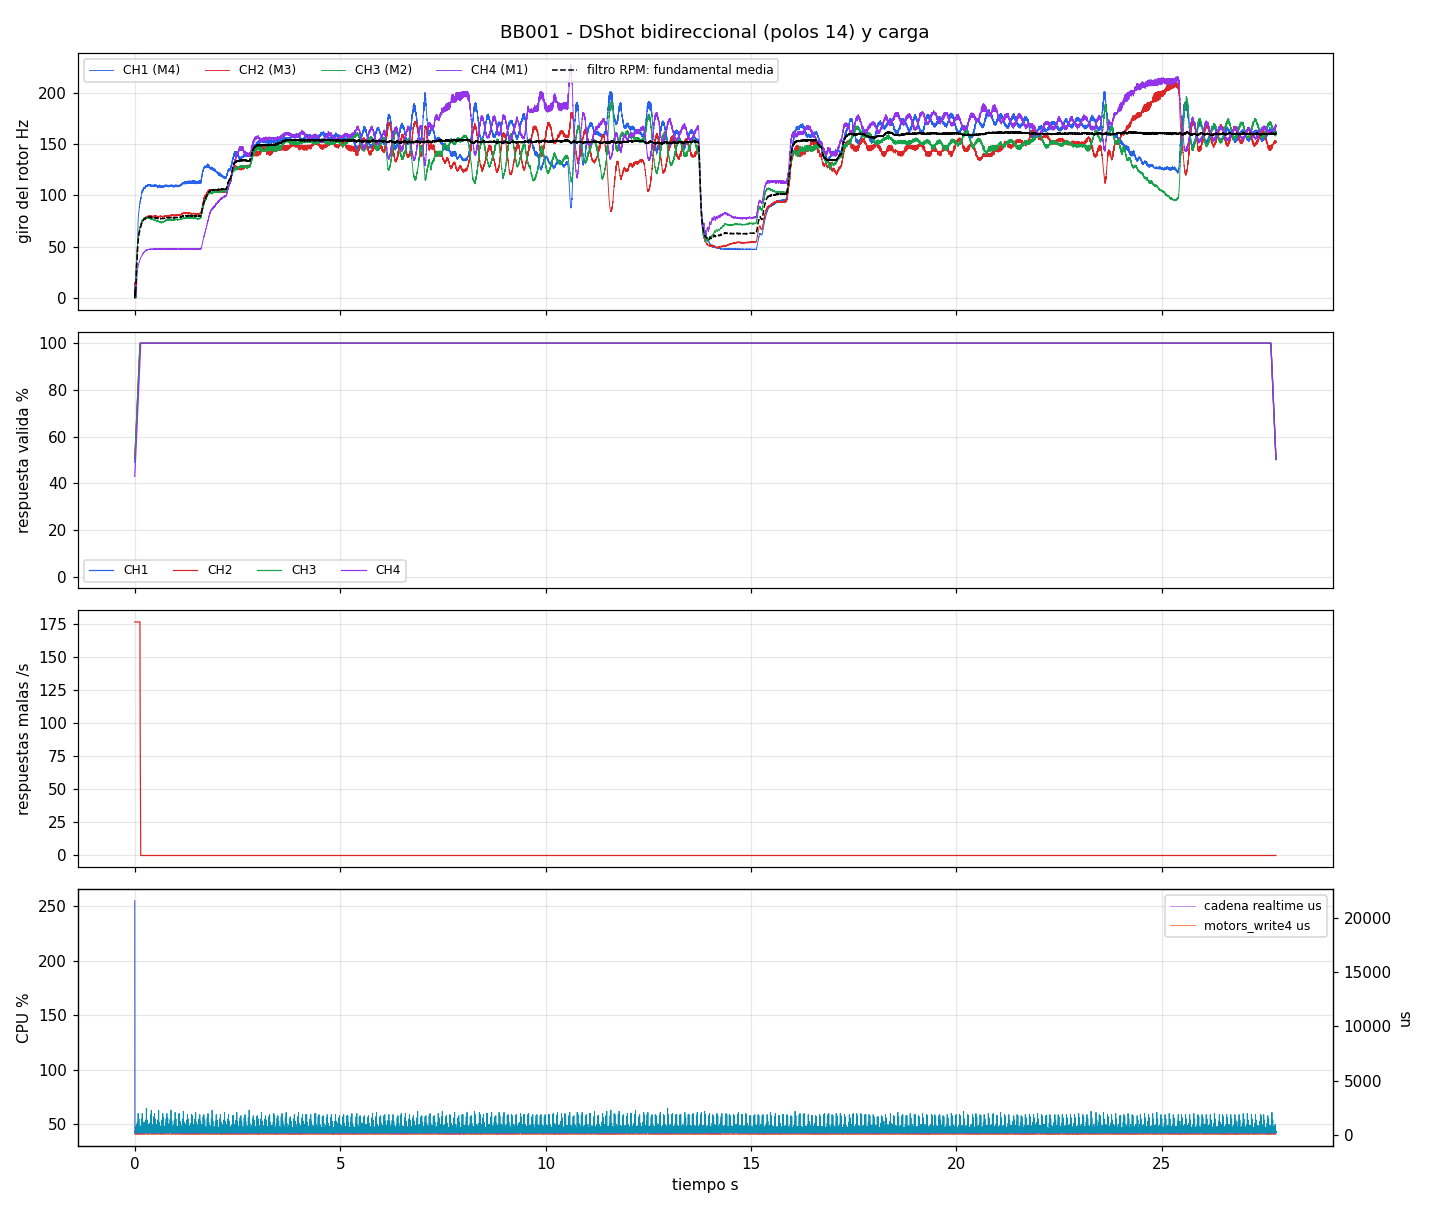 BB001 - DShot bidireccional (polos 14) y carga
CH1 (M4) CH2 (M3) CH3 (M2) CH4 (M1) filtro RPM: fundamental media
giro del rotor Hz
200
150
100
50
0
respuesta valida %
100
80
60
40
20
0
CH1 CH2 CH3 CH4
respuestas malas /s
175
150
125
100
75
50
25
0
CPU %
250
200
150
100
50
cadena realtime us
motors_write4 us
20000
15000
10000
5000
0
us
0 5 10 15 20 25
tiempo s